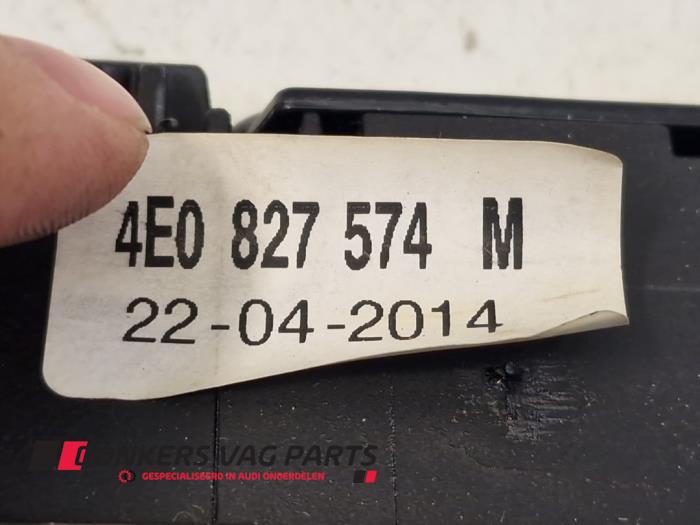 4E0 827 574 M
22-04-2014
DONKERS VAG PARTS
GESPECIALISEERD IN AUDI ONDERDELEN